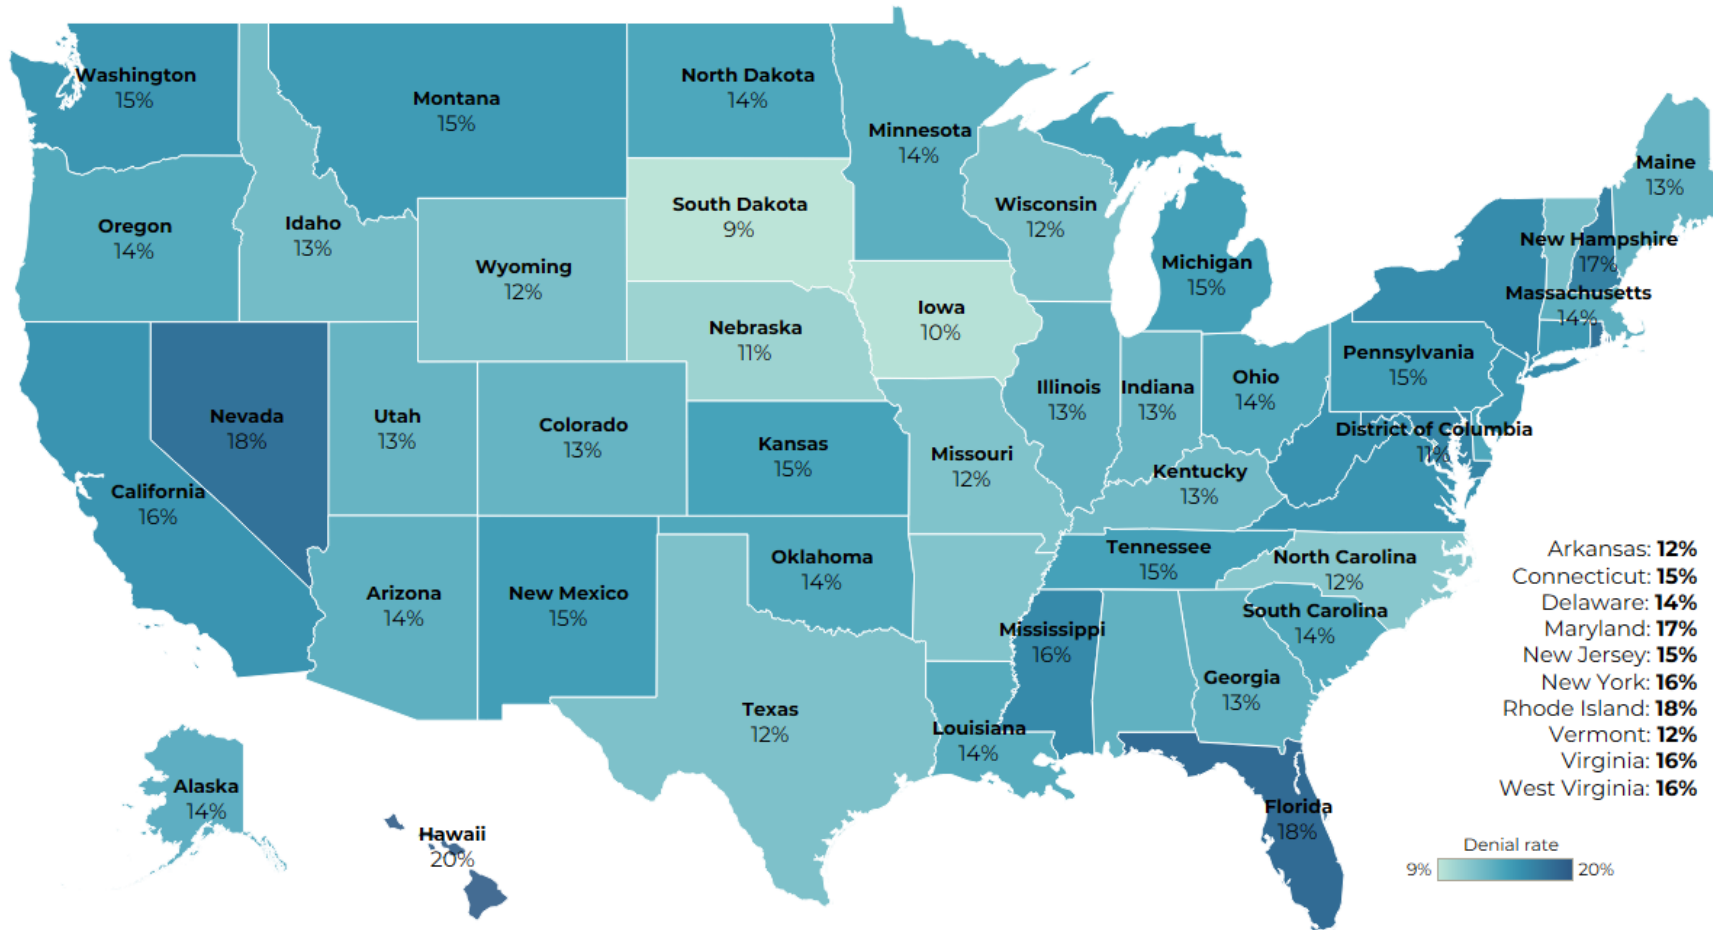 Washington
15%
Montana
15%
North Dakota
14%
Minnesota
14%
Maine
13%
Oregon
14%
Idaho
13%
South Dakota
9%
Wisconsin
12%
New Hampshire
17%
Wyoming
12%
Michigan
15%
Massachusetts
14%
Iowa
10%
Nebraska
11%
Pennsylvania
15%
Nevada
18%
Utah
13%
Colorado
13%
Illinois
13%
Indiana
13%
Ohio
14%
District of Columbia
11%
Kansas
15%
Missouri
12%
Kentucky
13%
California
16%
Tennessee
15%
North Carolina
12%
Oklahoma
14%
Arizona
14%
New Mexico
15%
South Carolina
14%
Mississippi
16%
Georgia
13%
Texas
12%
Louisiana
14%
Alaska
14%
Hawaii
20%
Florida
18%
Arkansas: 12%
Connecticut: 15%
Delaware: 14%
Maryland: 17%
New Jersey: 15%
New York: 16%
Rhode Island: 18%
Vermont: 12%
Virginia: 16%
West Virginia: 16%
Denial rate
9% 20%